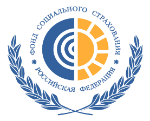 ФОНД СОЦИАЛЬНОГО СТРАХОВАНИЯ
РОССИЙСКАЯ ФЕДЕРАЦИЯ